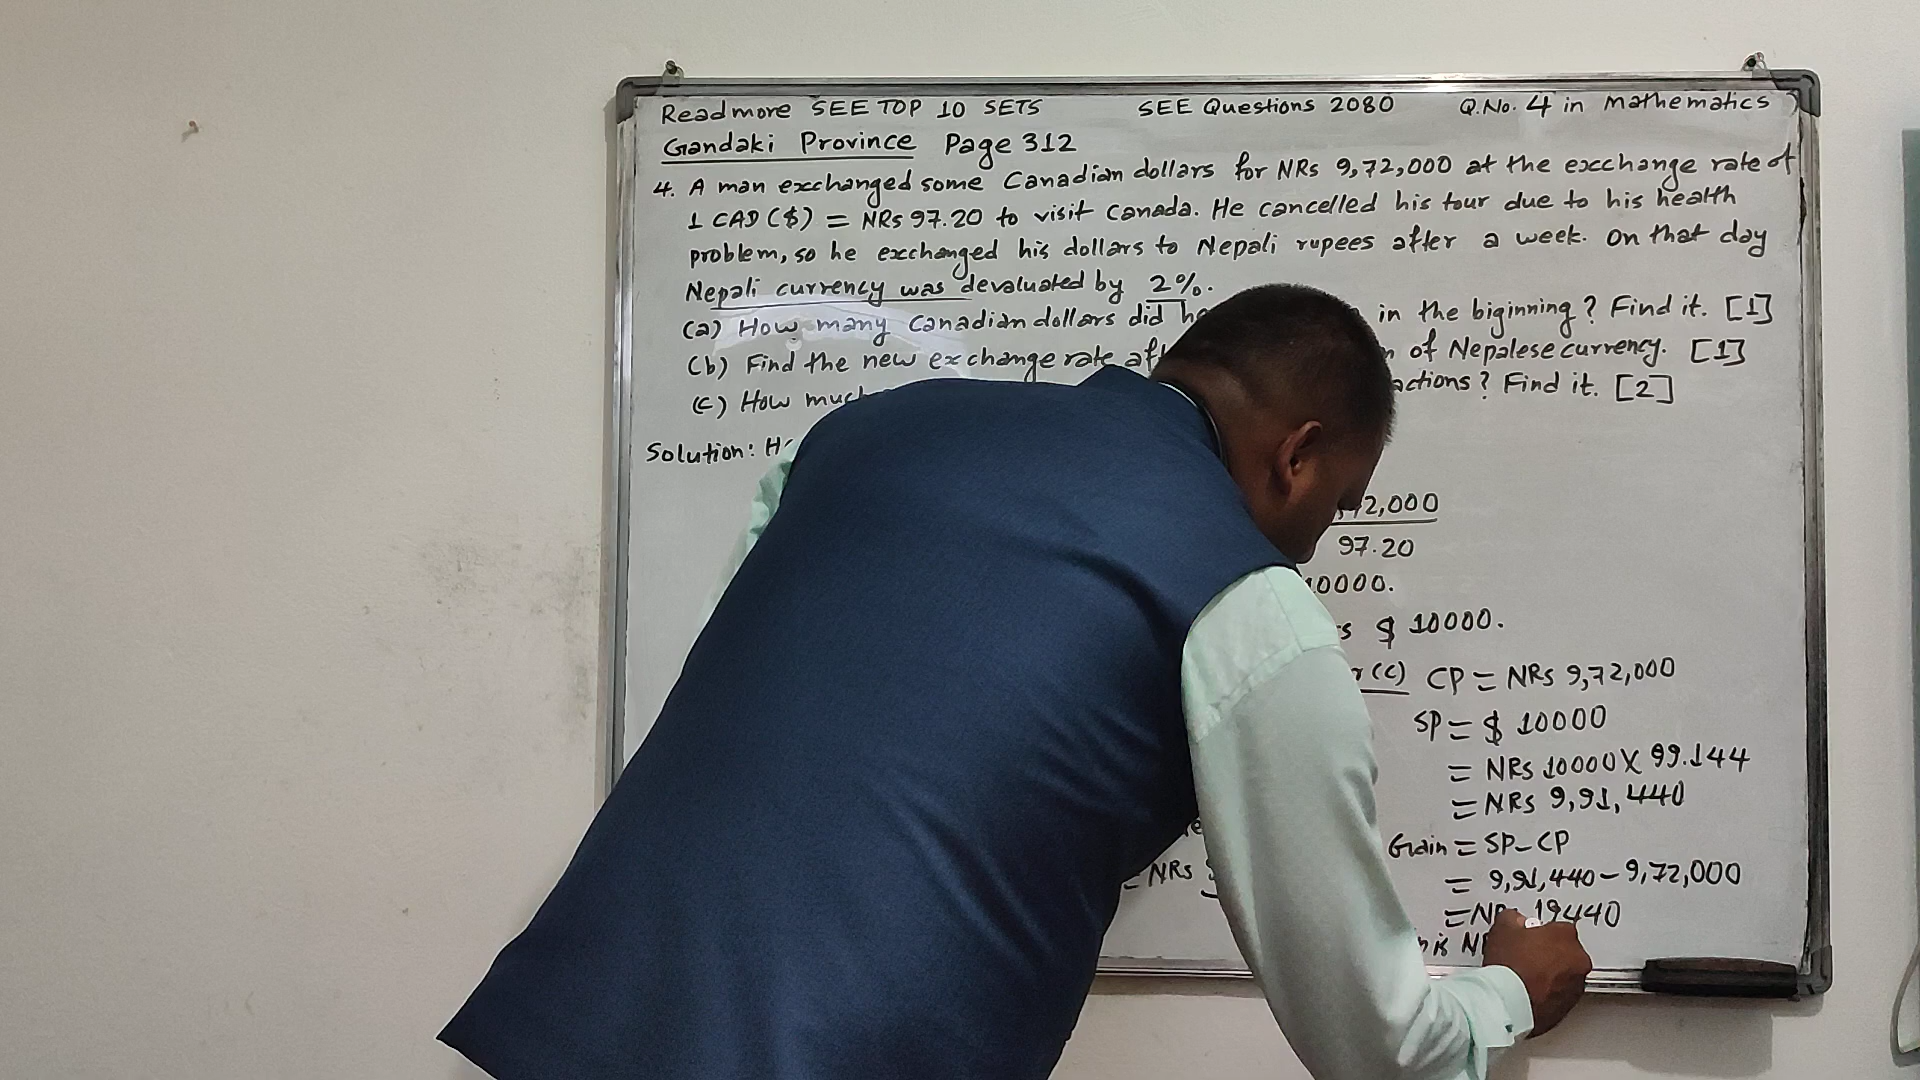 Readmore SEE TOP 10 SETS SEE Questions 2080 Q.No. 4 in Mathematics
Gandaki Province Page 312
4. A man exchanged some Canadian dollars for NRs 9,72,000 at the exchange rate of
1 CAD ($) = NRs 97.20 to visit Canada. He cancelled his tour due to his health
problem, so he exchanged his dollars to Nepali rupees after a week. On that day
Nepali currency was devaluated by 2%.
(a) How many Canadian dollars did in the biginning? Find it. [1]
(b) Find the new exchange rate of Nepalese currency. [1]
(c) How Find it. [2]
Solution:
72,000
97.20
10000.
$ 10000.
(c) CP = NRs 9,72,000
SP = $ 10000
= NRs 10000 X 99.144
= NRs 9,91,440
Gain = SP - CP
= 9,91,440 - 9,72,000
= NRs
19440
is